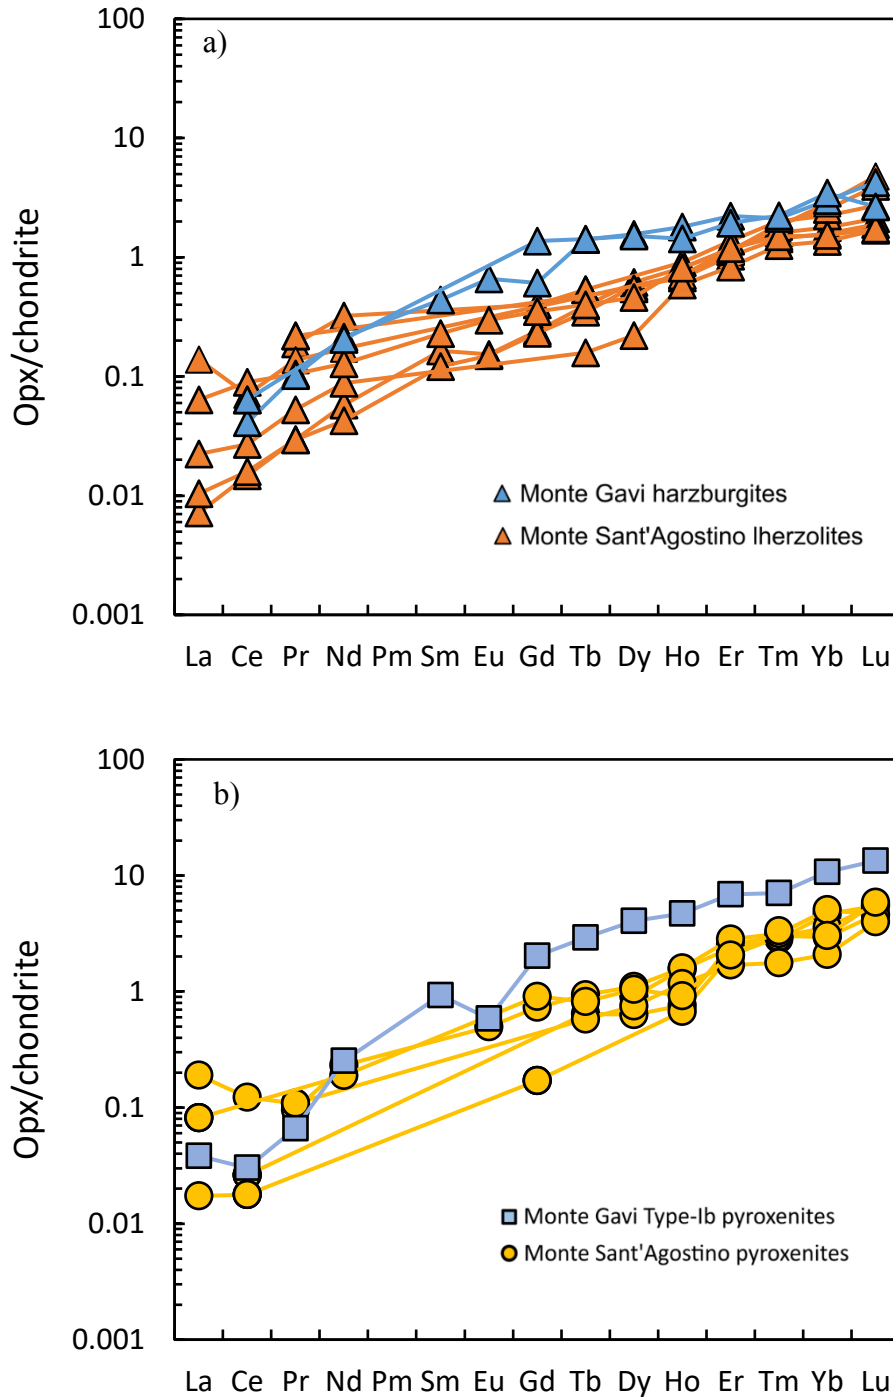 a)
100
10
1
0.1
0.01
0.001
Opx/chondrite
Monte Gavi harzburgites
Monte Sant'Agostino lherzolites
La Ce Pr Nd Pm Sm Eu Gd Tb Dy Ho Er Tm Yb Lu
b)
100
10
1
0.1
0.01
0.001
Opx/chondrite
Monte Gavi Type-Ib pyroxenites
Monte Sant'Agostino pyroxenites
La Ce Pr Nd Pm Sm Eu Gd Tb Dy Ho Er Tm Yb Lu